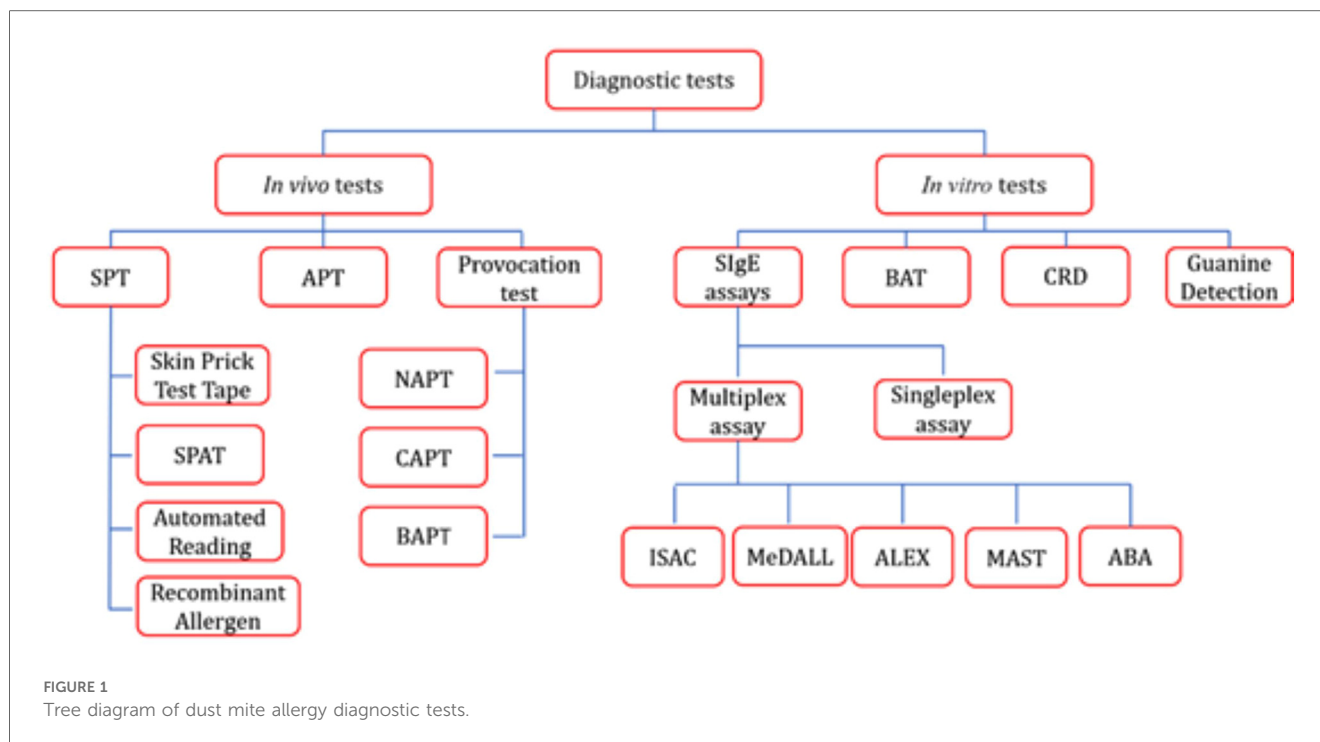 Diagnostic tests
In vivo tests
In vitro tests
SPT
APT
Provocation
test
SIgE
assays
BAT
CRD
Guanine
Detection
Skin Prick
Test Tape
SPAT
Automated
Reading
Recombinant
Allergen
NAPT
CAPT
BAPT
Multiplex
assay
Singleplex
assay
ISAC
MeDALL
ALEX
MAST
ABA
FIGURE 1
Tree diagram of dust mite allergy diagnostic tests.